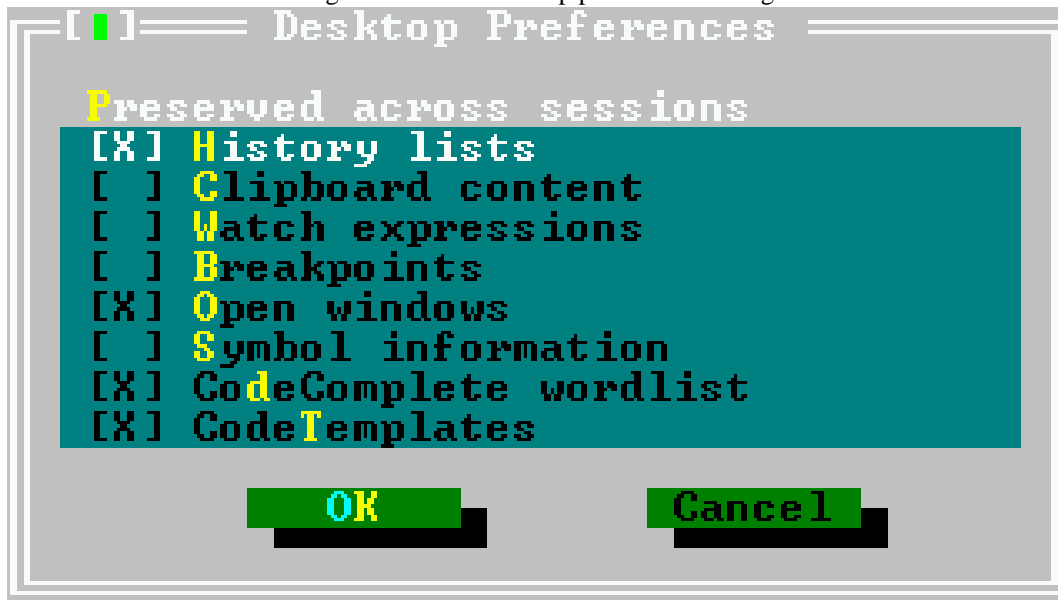 [ ] Desktop Preferences
Preserved across sessions
[X] History lists
[ ] Clipboard content
[ ] Watch expressions
[ ] Breakpoints
[X] Open windows
[ ] Symbol information
[X] CodeComplete wordlist
[X] CodeTemplates
OK Cancel